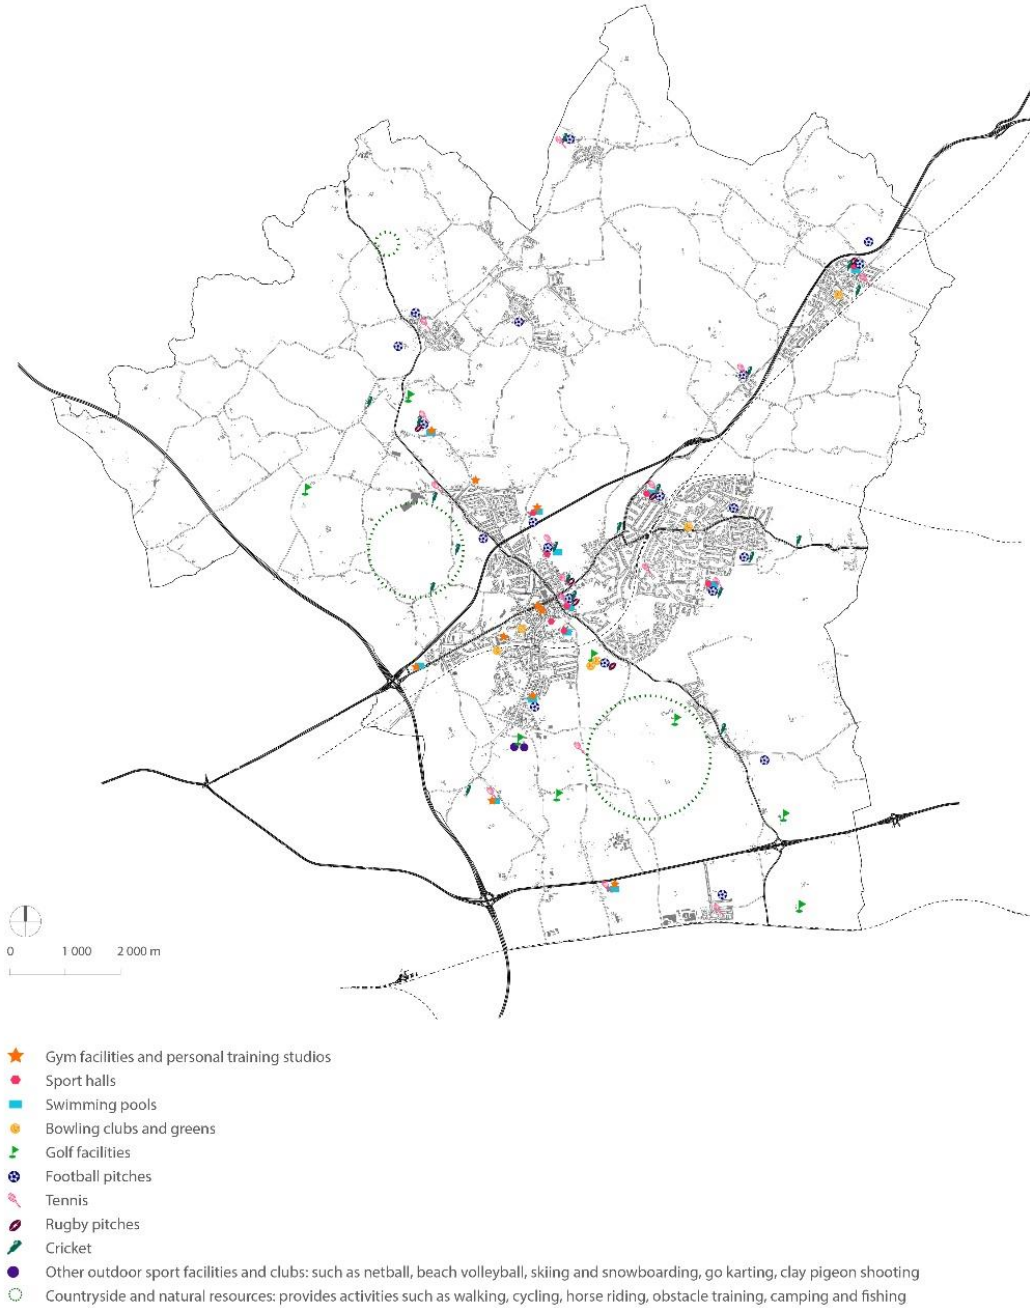 0 1 000 2 000 m
Gym facilities and personal training studios
Sport halls
Swimming pools
Bowling clubs and greens
Golf facilities
Football pitches
Tennis
Rugby pitches
Cricket
Other outdoor sport facilities and clubs: such as netball, beach volleyball, skiing and snowboarding, go karting, clay pigeon shooting
Countryside and natural resources: provides activities such as walking, cycling, horse riding, obstacle training, camping and fishing